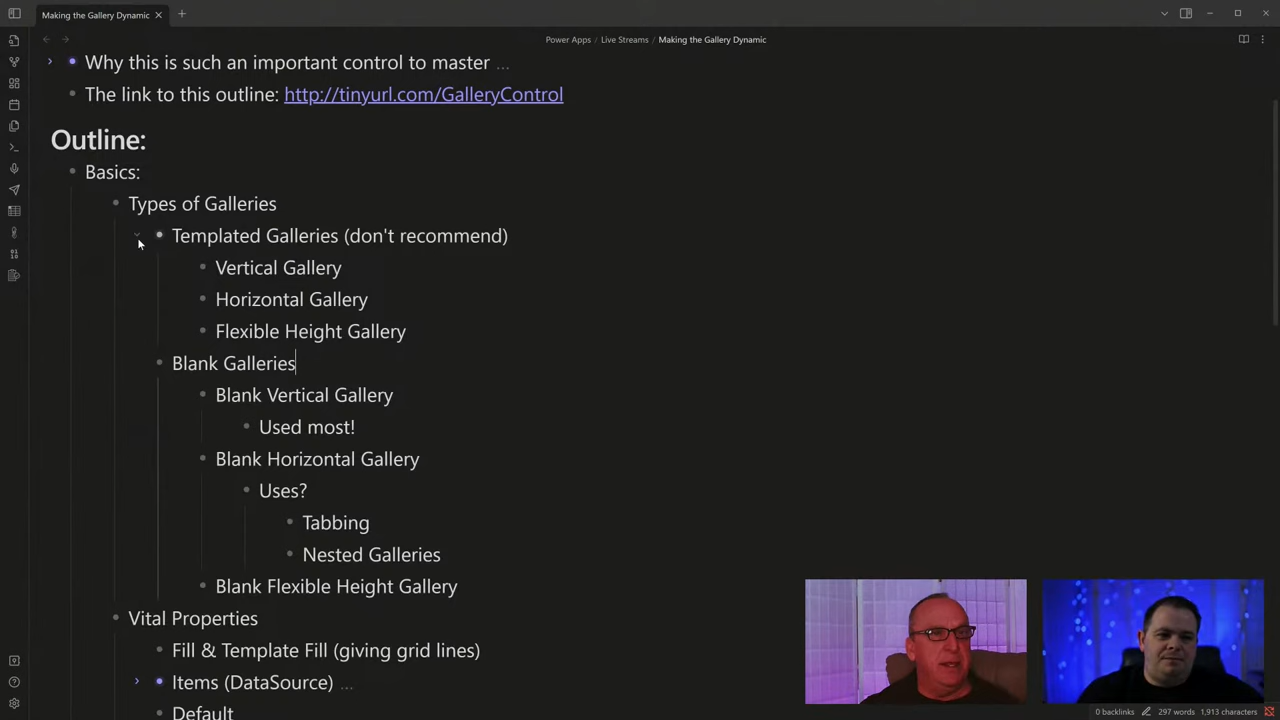 Making the Gallery Dynamic
Power Apps / Live Streams / Making the Gallery Dynamic
Why this is such an important control to master ...
The link to this outline: http://tinyurl.com/GalleryControl
Outline:
Basics:
Types of Galleries
Templated Galleries (don't recommend)
Vertical Gallery
Horizontal Gallery
Flexible Height Gallery
Blank Galleries
Blank Vertical Gallery
Used most!
Blank Horizontal Gallery
Uses?
Tabbing
Nested Galleries
Blank Flexible Height Gallery
Vital Properties
Fill & Template Fill (giving grid lines)
Items (DataSource) ...
Default
0 backlinks 297 words 1,913 characters